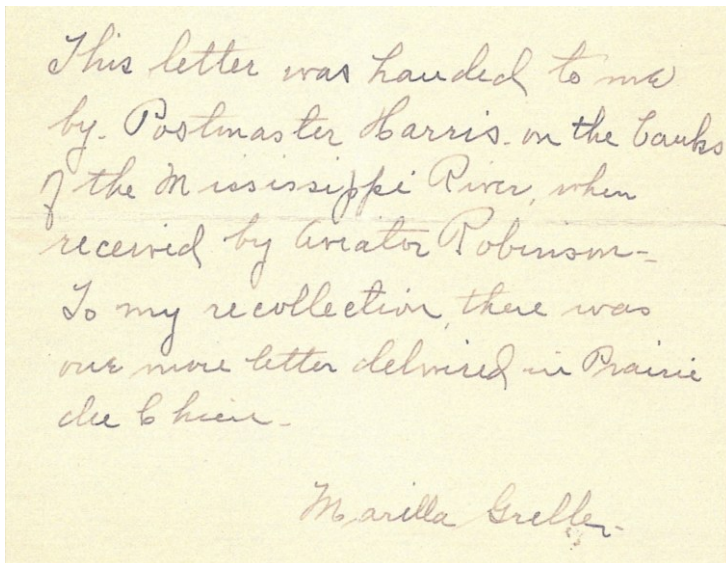 This letter was handed to me
by. Postmaster Harris. on the banks
of the Mississippi River, when
received by Aviator Robinson-
To my recollection, there was
one more letter delivered in Prairie
du Chien-
Marilla Greller-